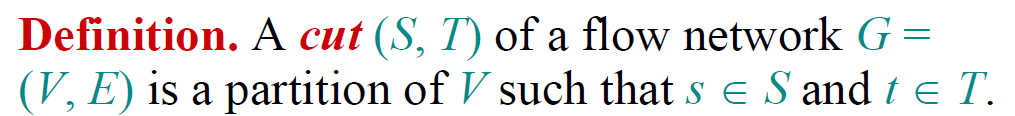 Definition. A cut (S, T) of a flow network G =
(V, E) is a partition of V such that s ∈ S and t ∈ T.